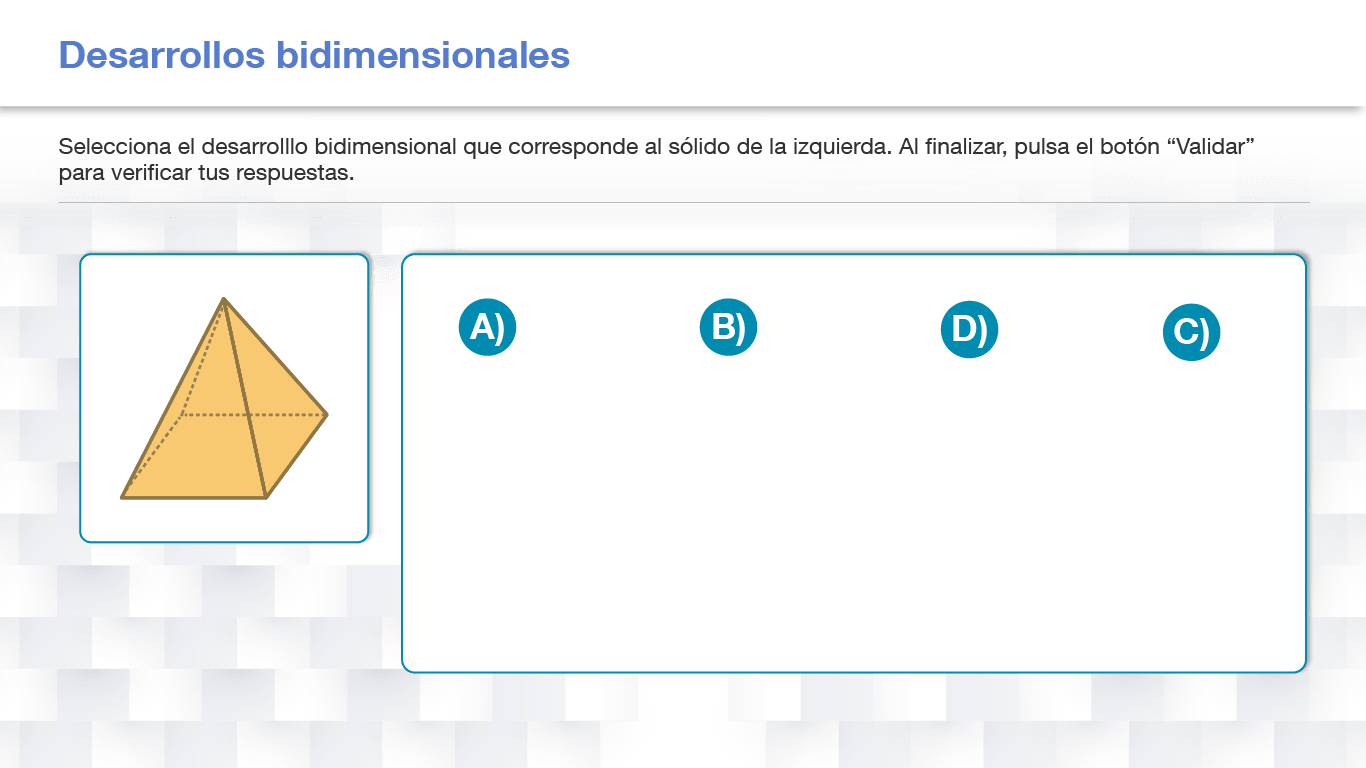 Desarrollos bidimensionales
Selecciona el desarrolllo bidimensional que corresponde al sólido de la izquierda. Al finalizar, pulsa el botón “Validar”
para verificar tus respuestas.
A) B) D) C)